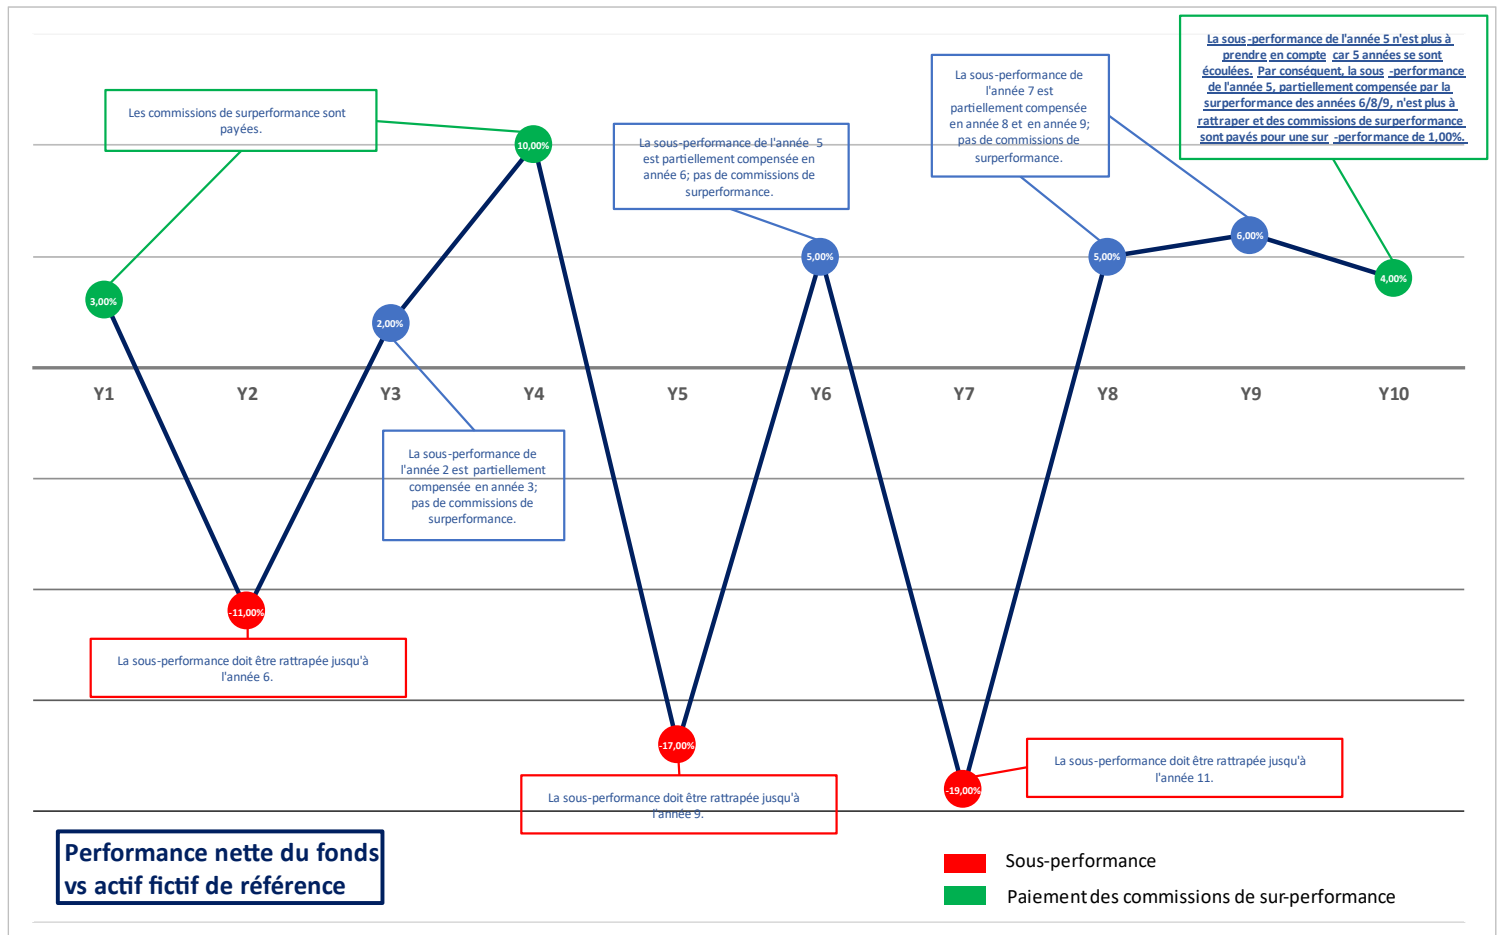 La sous-performance de l'année 5 n'est plus à
prendre en compte car 5 années se sont
écoulées. Par conséquent, la sous -performance
de l'année 5, partiellement compensée par la
surperformance des années 6/8/9, n'est plus à
rattraper et des commissions de surperformance
sont payés pour une sur -performance de 1,00%.
La sous-performance de
l'année 7 est
partiellement compensée
en année 8 et en année 9;
pas de commissions de
surperformance.
Les commissions de surperformance sont
payées.
La sous-performance de l'année 5
est partiellement compensée en
année 6; pas de commissions de
surperformance.
10,00%
6,00%
5,00%
5,00%
4,00%
3,00%
2,00%
Y1
Y2
Y3
Y4
Y5
Y6
Y7
Y8
Y9
Y10
La sous-performance de
l'année 2 est partiellement
compensée en année 3;
pas de commissions de
surperformance.
-11,00%
La sous-performance doit être rattrapée jusqu'à
l'année 6.
-17,00%
La sous-performance doit être rattrapée jusqu'à
l'année 9.
-19,00%
La sous-performance doit être rattrapée jusqu'à
l'année 11.
Performance nette du fonds
vs actif fictif de référence
Sous-performance
Paiement des commissions de sur-performance